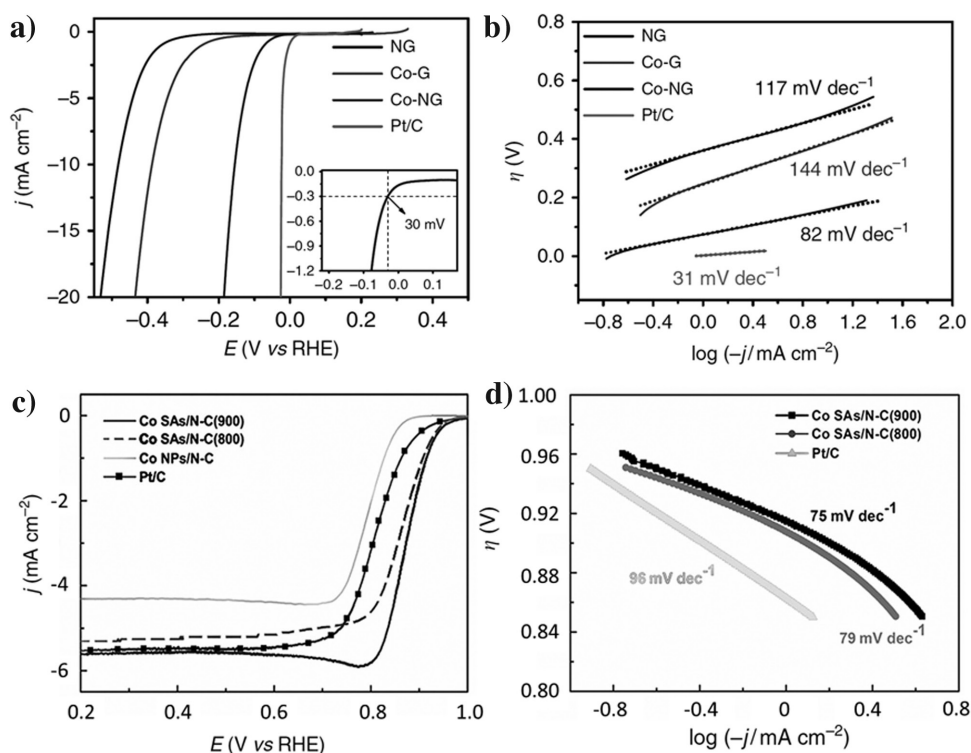 a)
0
−5
−10
−15
−20
j (mA cm−2)
−0.4
−0.2
0.0
0.2
0.4
E (V vs RHE)
NG
Co-G
Co-NG
Pt/C
0.0
−0.3
−0.6
−0.9
−1.2
−0.2
−0.1
0.0
0.1
30 mV
b)
0.8
0.6
0.4
0.2
0.0
η (V)
−0.8
−0.4
0.0
0.4
0.8
1.2
1.6
2.0
log (−j/mA cm−2)
NG
Co-G
Co-NG
Pt/C
117 mV dec−1
144 mV dec−1
82 mV dec−1
31 mV dec−1
c)
0
-2
-4
-6
j (mA cm−2)
0.2
0.4
0.6
0.8
1.0
E (V vs RHE)
Co SAs/N-C(900)
Co SAs/N-C(800)
Co NPs/N-C
Pt/C
d)
1.00
0.96
0.92
0.88
0.84
0.80
η (V)
-0.8
-0.4
0
0.4
0.8
log (−j/mA cm−2)
Co SAs/N-C(900)
Co SAs/N-C(800)
Pt/C
75 mV dec-1
96 mV dec-1
79 mV dec-1